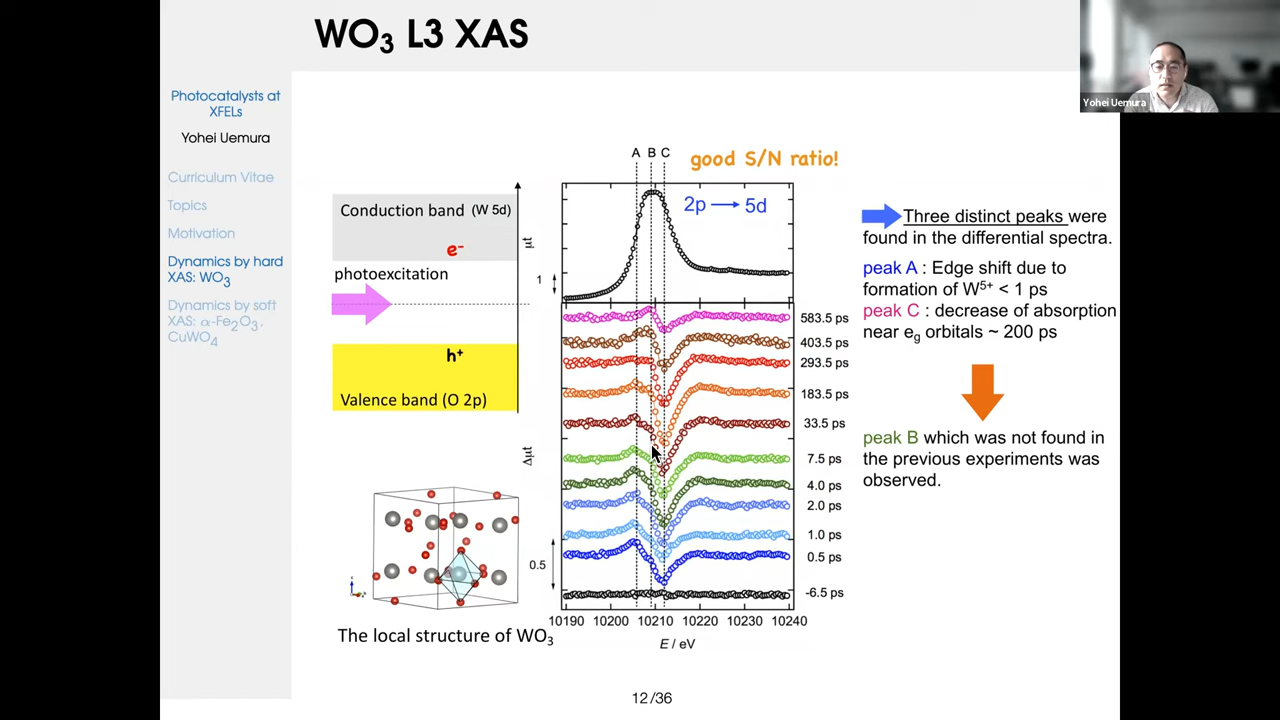 WO₃ L3 XAS
Yohei Uemura
Photocatalysts at
XFELs
Yohei Uemura
Curriculum Vitae
Topics
Motivation
Dynamics by hard
XAS: WO₃
Dynamics by soft
XAS: α-Fe₂O₃,
CuWO₄
Conduction band (W 5d)
e⁻
photoexcitation
h⁺
Valence band (O 2p)
The local structure of WO₃
A B C
good S/N ratio!
2p → 5d
μt
1
583.5 ps
403.5 ps
293.5 ps
183.5 ps
33.5 ps
7.5 ps
4.0 ps
2.0 ps
1.0 ps
0.5 ps
-6.5 ps
Δμt
0.5
10190 10200 10210 10220 10230 10240
E / eV
Three distinct peaks were
found in the differential spectra.
peak A : Edge shift due to
formation of W⁵⁺ < 1 ps
peak C : decrease of absorption
near e₉ orbitals ~ 200 ps
peak B which was not found in
the previous experiments was
observed.
12/36